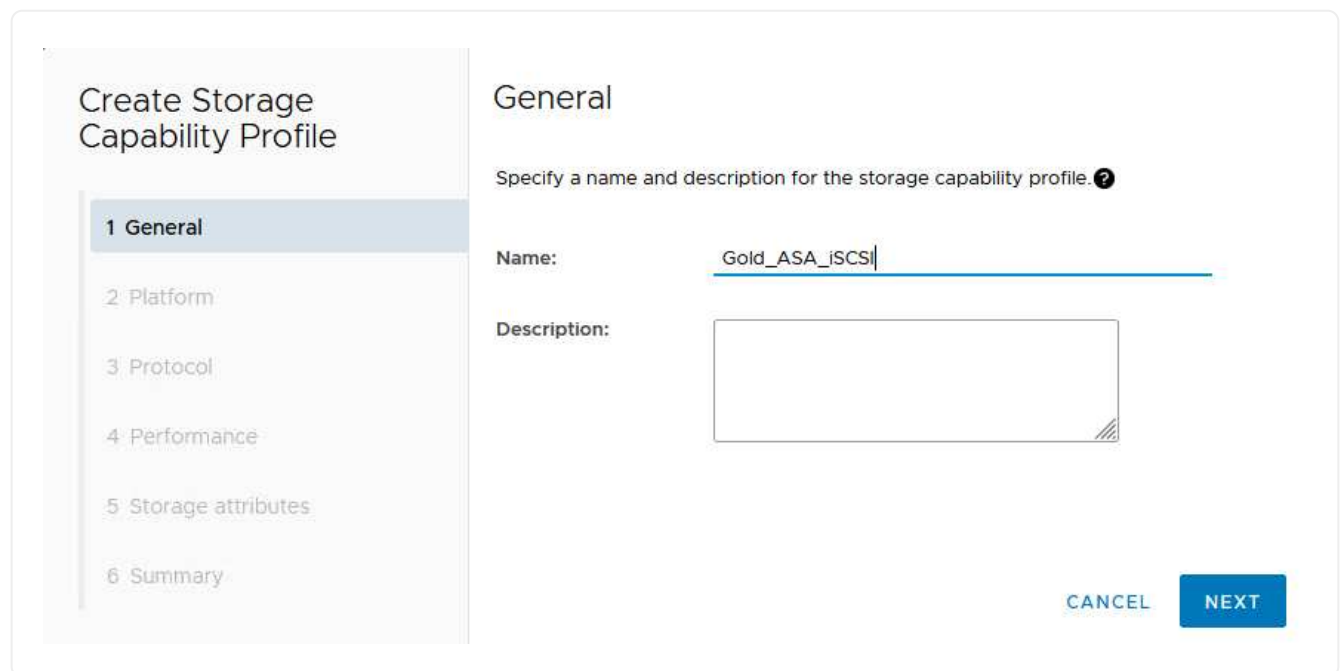 Create Storage
Capability Profile
1 General
2 Platform
3 Protocol
4 Performance
5 Storage attributes
6 Summary
General
Specify a name and description for the storage capability profile.?
Name: Gold_ASA_iSCSI
Description:
CANCEL NEXT